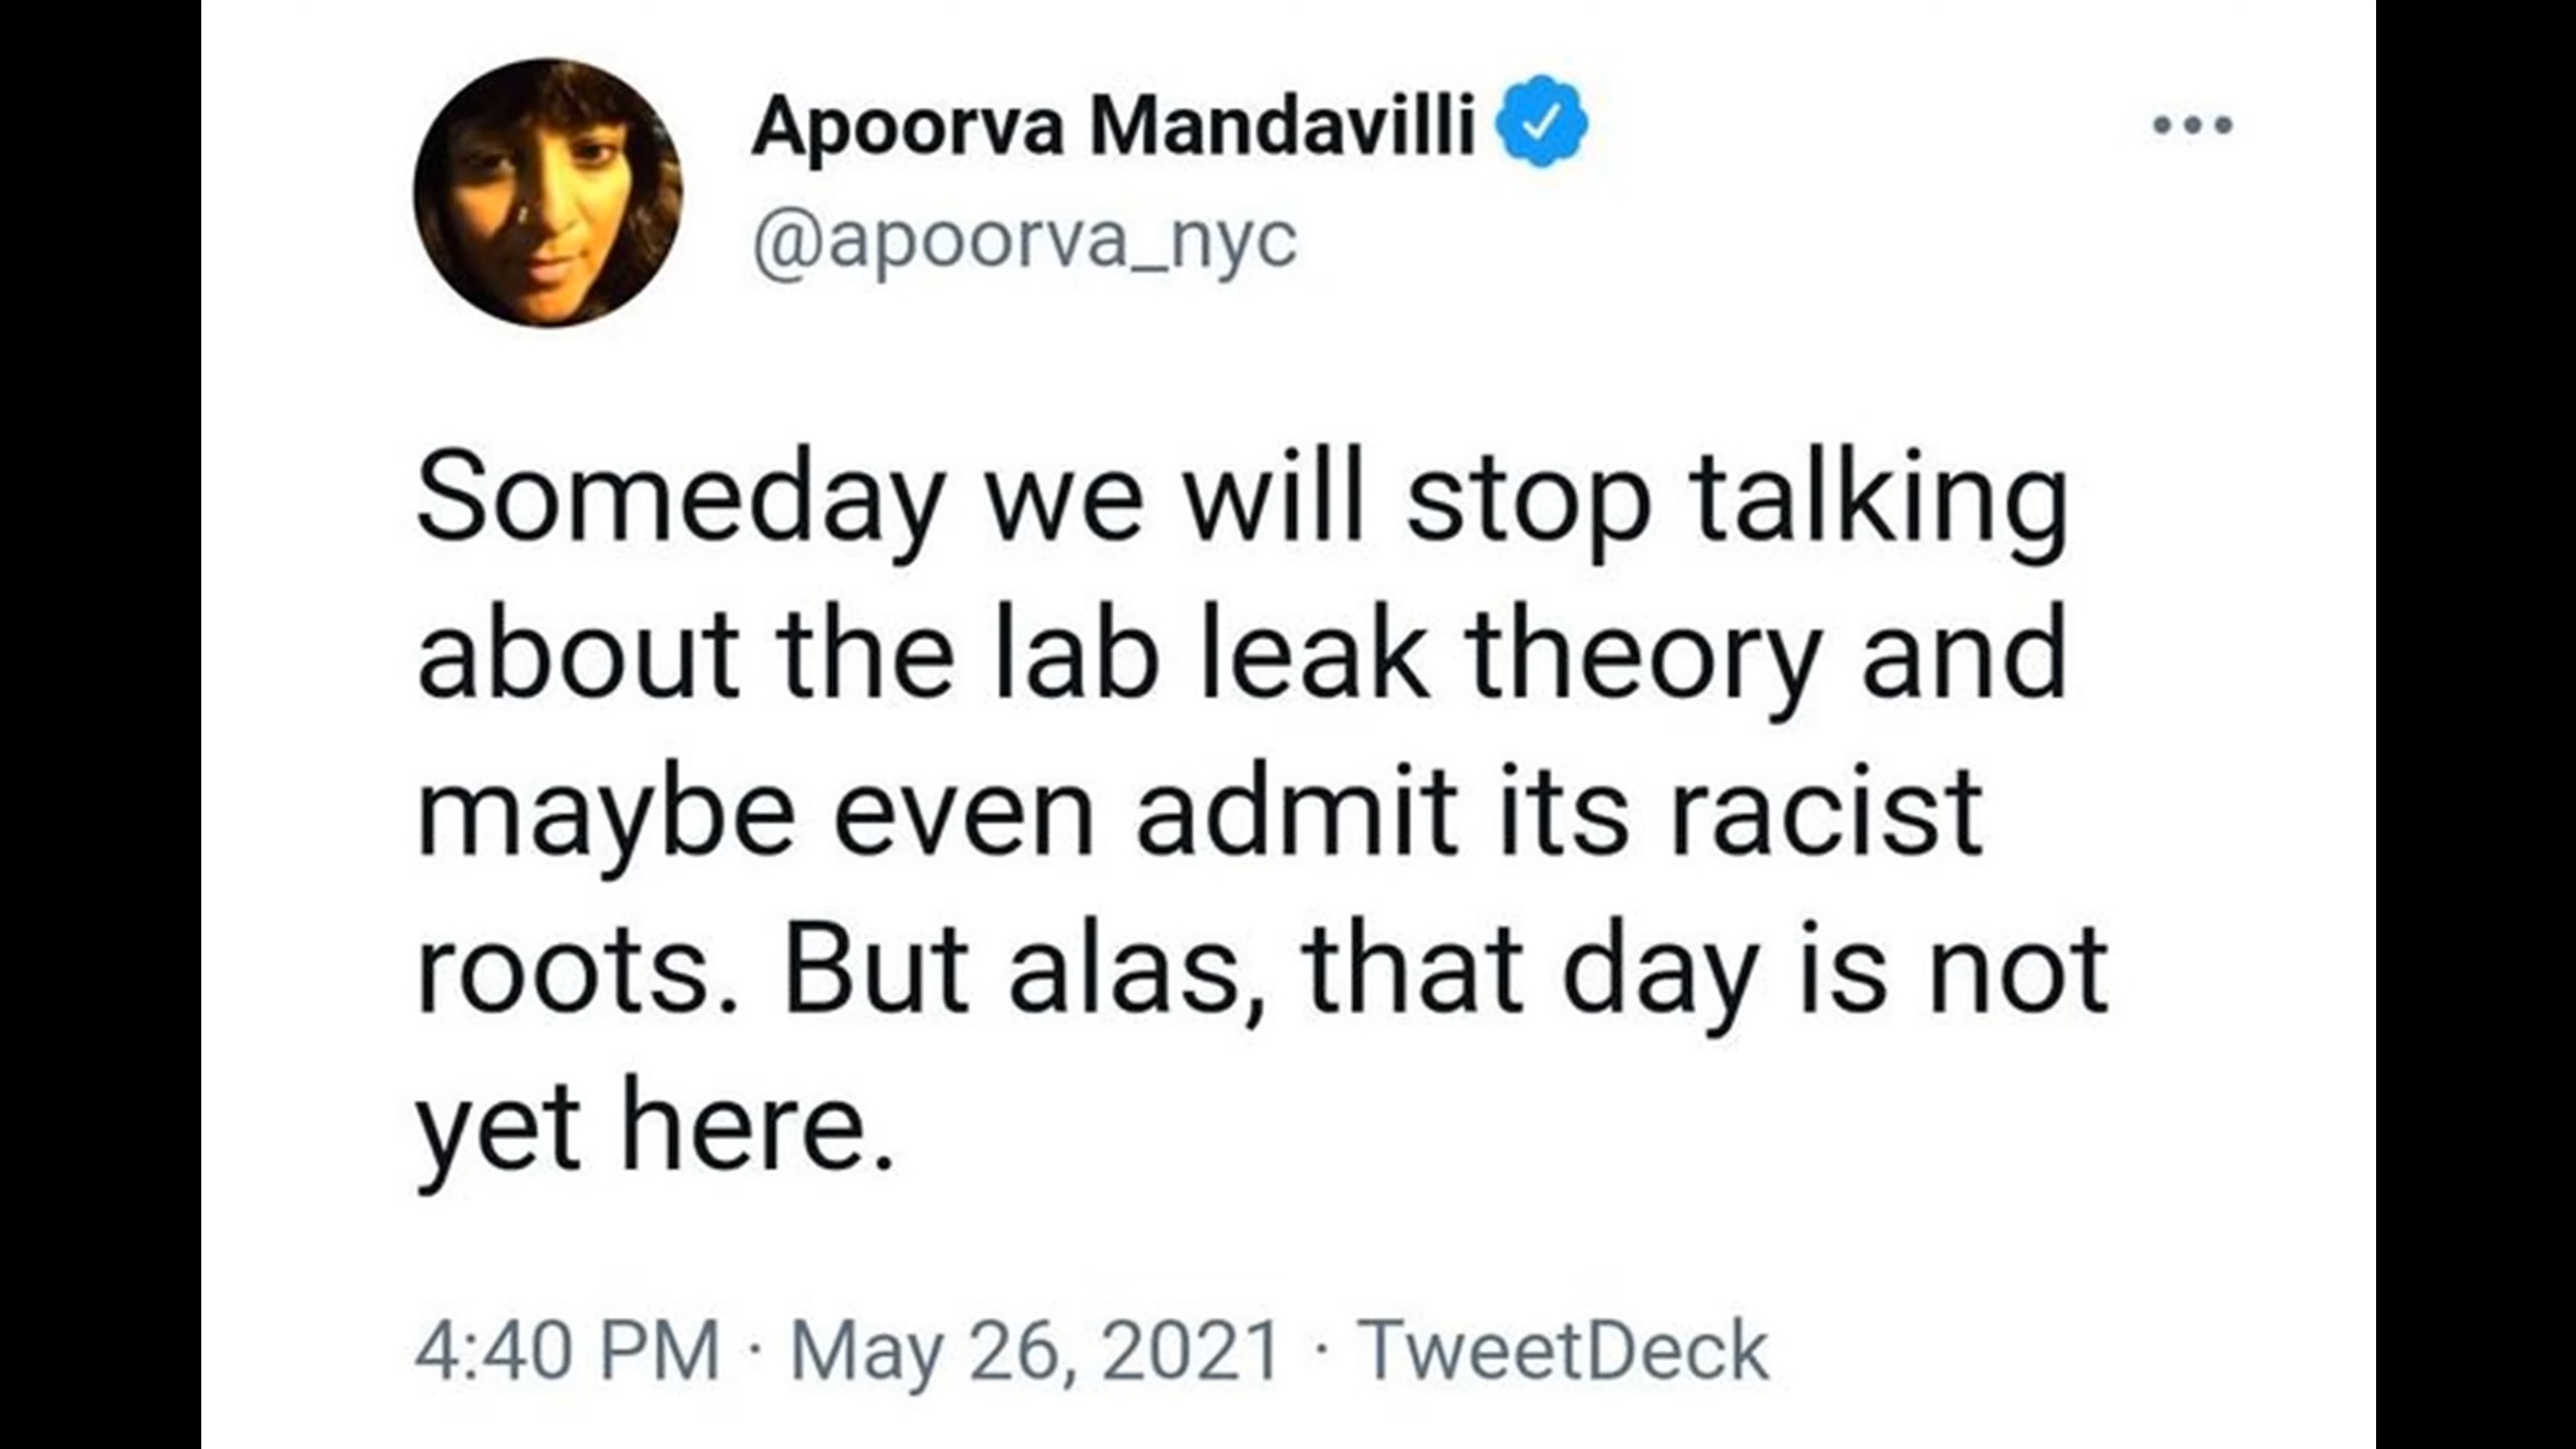 Apoorva Mandavilli
@apoorva_nyc
Someday we will stop talking
about the lab leak theory and
maybe even admit its racist
roots. But alas, that day is not
yet here.
4:40 PM · May 26, 2021 · TweetDeck